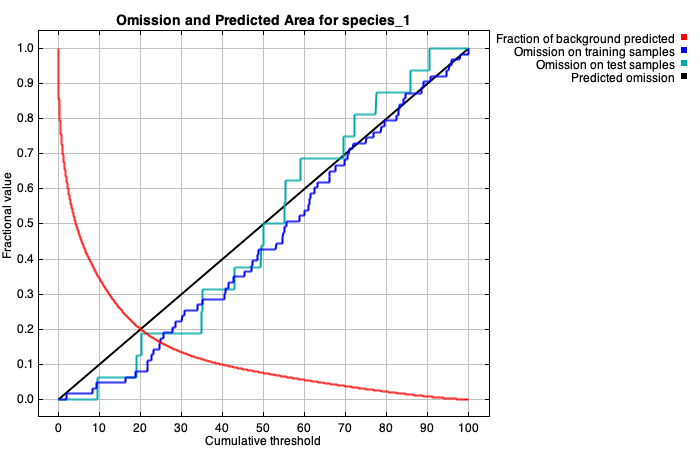 Omission and Predicted Area for species_1
Fraction of background predicted
Omission on training samples
Omission on test samples
Predicted omission
Fractional value
1.0
0.9
0.8
0.7
0.6
0.5
0.4
0.3
0.2
0.1
0.0
0 10 20 30 40 50 60 70 80 90 100
Cumulative threshold